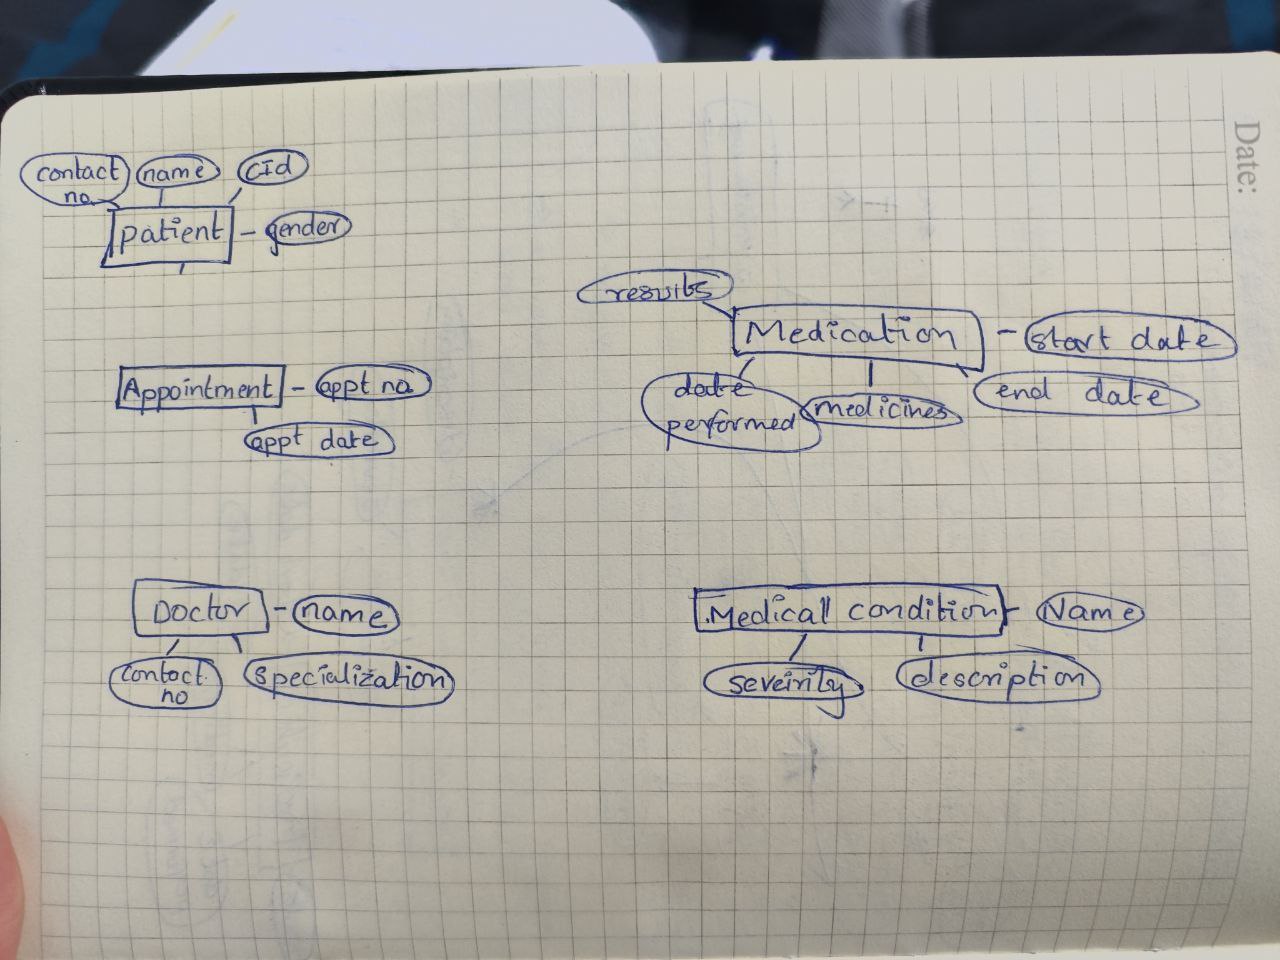 contact name cId
no
patient gender
results
Medication start date
Appointment appt no
date medicines end date
performed
appt date
Doctor name
Medical condition Name
contact specialization
no
severity description
Date: